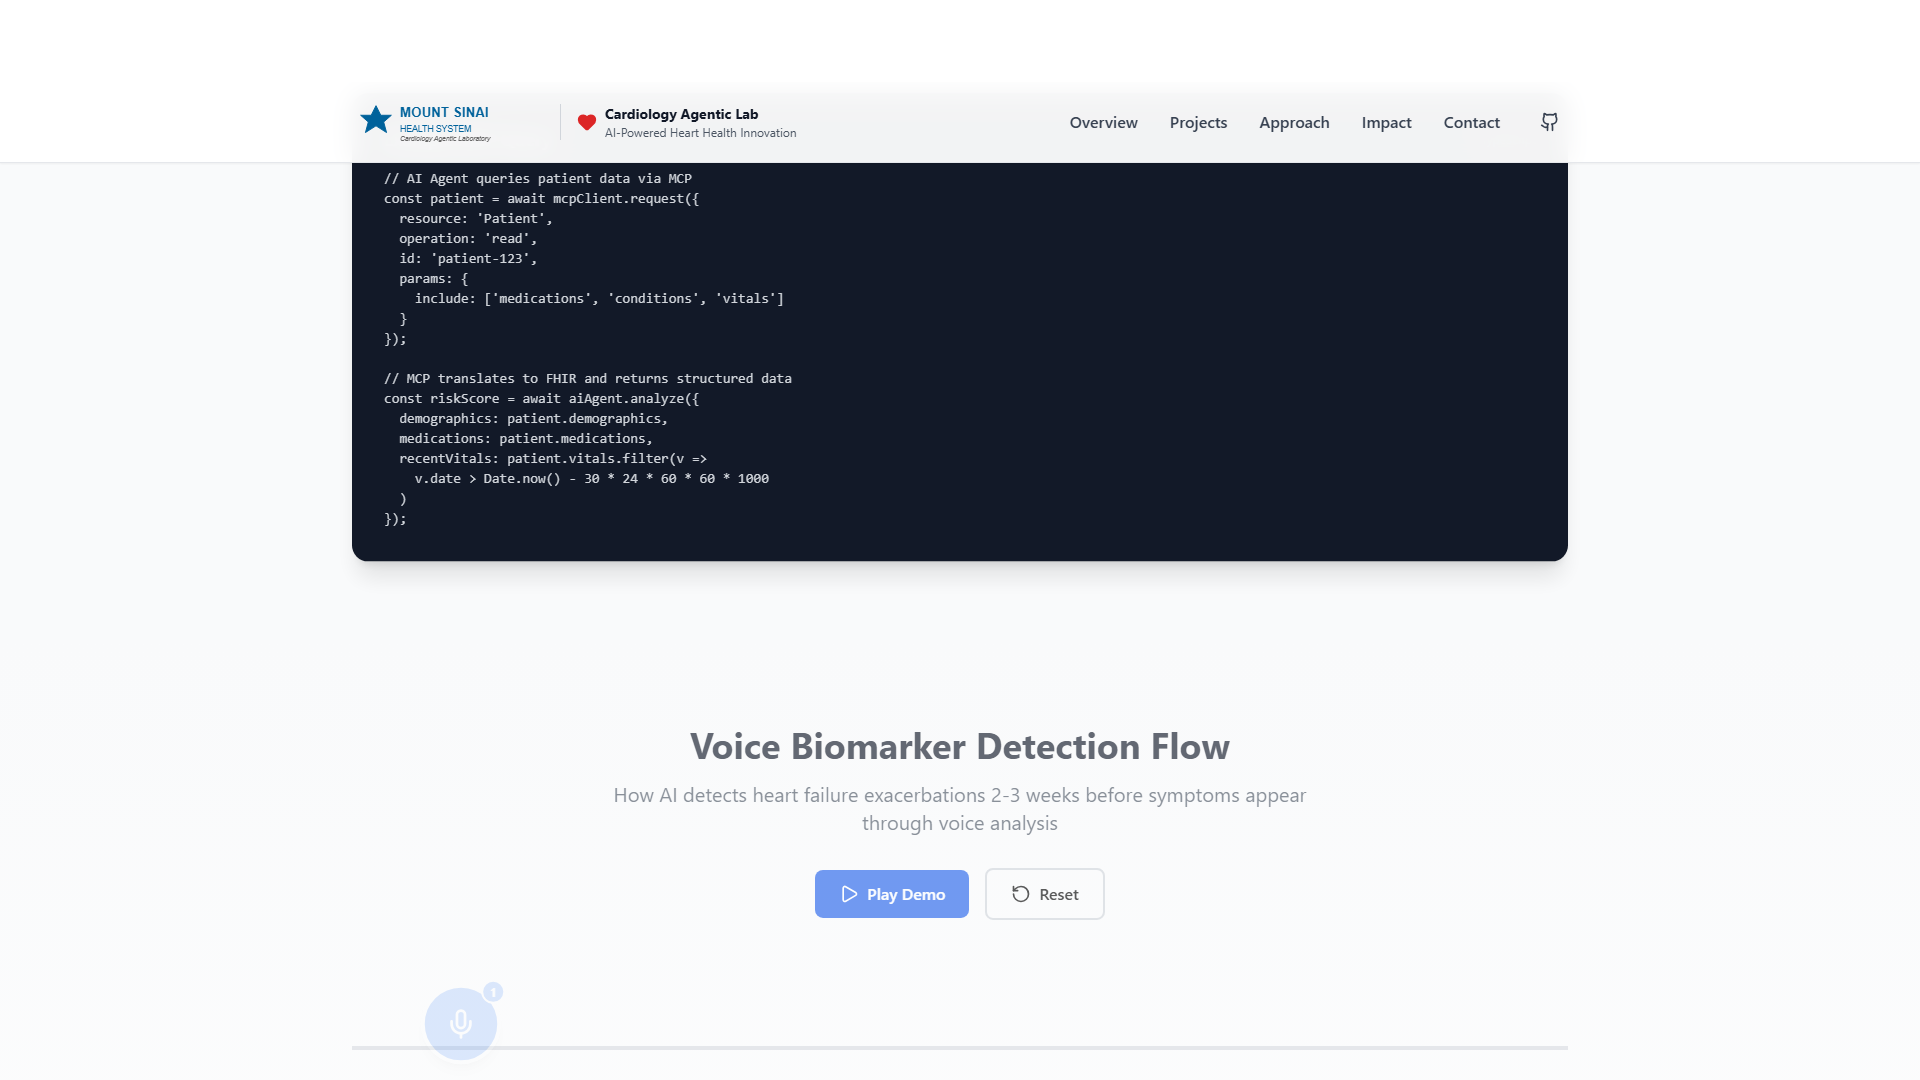 MOUNT SINAI
HEALTH SYSTEM
Cardiology Agentic Laboratory
Cardiology Agentic Lab
AI-Powered Heart Health Innovation
Overview
Projects
Approach
Impact
Contact
// AI Agent queries patient data via MCP
const patient = await mcpClient.request({
  resource: 'Patient',
  operation: 'read',
  id: 'patient-123',
  params: {
    include: ['medications', 'conditions', 'vitals']
  }
});
// MCP translates to FHIR and returns structured data
const riskScore = await aiAgent.analyze({
  demographics: patient.demographics,
  medications: patient.medications,
  recentVitals: patient.vitals.filter(v =>
    v.date > Date.now() - 30 * 24 * 60 * 60 * 1000
  )
});
Voice Biomarker Detection Flow
How AI detects heart failure exacerbations 2-3 weeks before symptoms appear
through voice analysis
Play Demo
Reset
1